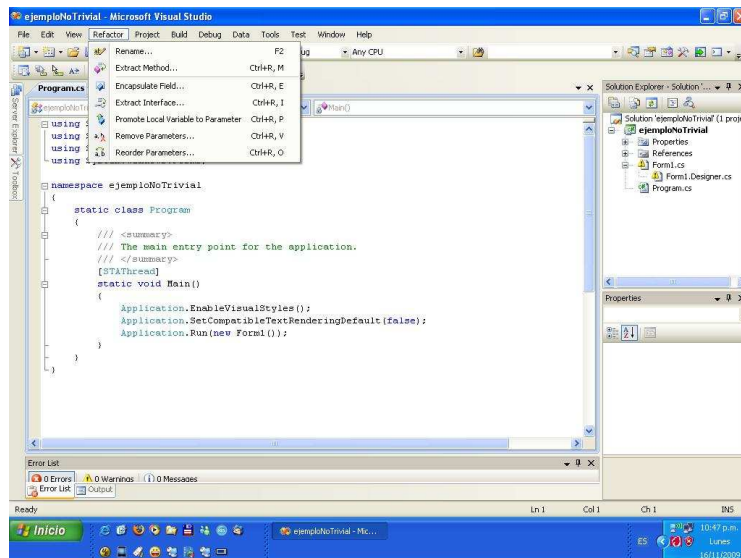 ejemploNoTrivial - Microsoft Visual Studio
File Edit View Refactor Project Build Debug Data Tools Test Window Help
Any CPU
Rename... F2
Extract Method... Ctrl+R, M
Encapsulate Field... Ctrl+R, E
Extract Interface... Ctrl+R, I
Promote Local Variable to Parameter Ctrl+R, P
Remove Parameters... Ctrl+R, V
Reorder Parameters... Ctrl+R, O
Program.cs
Main()
Server Explorer
Toolbox
using
using
using
using
namespace ejemploNoTrivial
{
static class Program
{
/// <summary>
/// The main entry point for the application.
/// </summary>
[STAThread]
static void Main()
{
Application.EnableVisualStyles();
Application.SetCompatibleTextRenderingDefault(false);
Application.Run(new Form1());
}
}
}
Solution Explorer - Solution '...
Solution 'ejemploNoTrivial' (1 proj
ejemploNoTrivial
Properties
References
Form1.cs
Form1.Designer.cs
Program.cs
Properties
Error List
0 Errors 0 Warnings 0 Messages
Error List Output
Ready Ln 1 Col 1 Ch 1 INS
Inicio
ejemploNoTrivial - Mic...
ES
10:47 p.m.
Lunes
16/11/2009